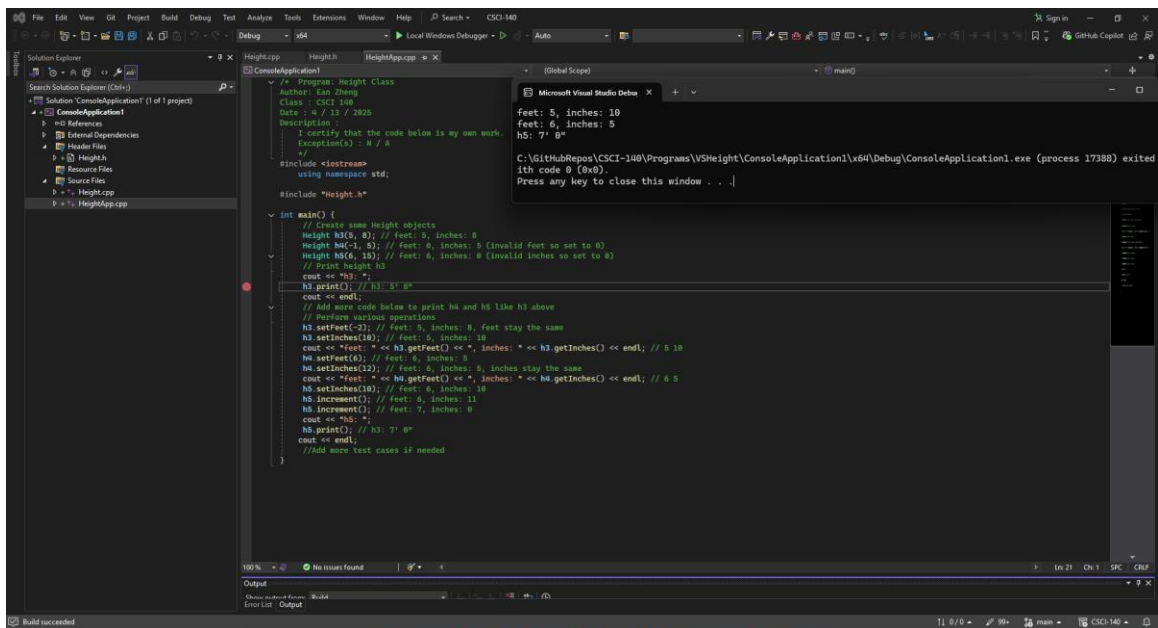 File Edit View Git Project Build Debug Test Analyze Tools Extensions Window Help Search CSCI-140 Sign in
Debug x64 Local Windows Debugger Auto GitHub Copilot
Toolbox
Solution Explorer
Search Solution Explorer (Ctrl+;)
Solution 'ConsoleApplication1' (1 of 1 project)
ConsoleApplication1
References
External Dependencies
Header Files
Height.h
Resource Files
Source Files
Height.cpp
HeightApp.cpp
Height.cpp Height.h HeightApp.cpp
ConsoleApplication1 (Global Scope) main()
/* Program: Height Class
Author: Ean Zheng
Class : CSCI 140
Date : 4 / 13 / 2025
Description :
I certify that the code below is my own work.
Exception(s) : N / A
*/
#include <iostream>
using namespace std;
#include "Height.h"
int main() {
// Create some Height objects
Height h3(5, 8); // feet: 5, inches: 8
Height h4(-1, 5); // feet: 0, inches: 5 (invalid feet so set to 0)
Height h5(6, 15); // feet: 6, inches: 0 (invalid inches so set to 0)
// Print height h3
cout << "h3: ";
h3.print(); // h3: 5' 8"
cout << endl;
// Add more code below to print h4 and h5 like h3 above
// Perform various operations
h3.setFeet(-2); // feet: 5, inches: 8, feet stay the same
h3.setInches(10); // feet: 5, inches: 10
cout << "feet: " << h3.getFeet() << ", inches: " << h3.getInches() << endl; // 5 10
h4.setFeet(6); // feet: 6, inches: 5
h4.setInches(12); // feet: 6, inches: 5, inches stay the same
cout << "feet: " << h4.getFeet() << ", inches: " << h4.getInches() << endl; // 6 5
h5.setInches(10); // feet: 6, inches: 10
h5.increment(); // feet: 6, inches: 11
h5.increment(); // feet: 7, inches: 0
cout << "h5: ";
h5.print(); // h3: 7' 0"
cout << endl;
//Add more test cases if needed
}
Microsoft Visual Studio Debug
feet: 5, inches: 10
feet: 6, inches: 5
h5: 7' 0"
C:\GitHubRepos\CSCI-140\Programs\VSHeight\ConsoleApplication1\x64\Debug\ConsoleApplication1.exe (process 17388) exited
ith code 0 (0x0).
Press any key to close this window . . .
100 % No issues found Ln: 21 Ch: 1 SPC CRLF
Output
Show output from: Build
Error List Output
Build succeeded 0 / 0 99+ main CSCI-140